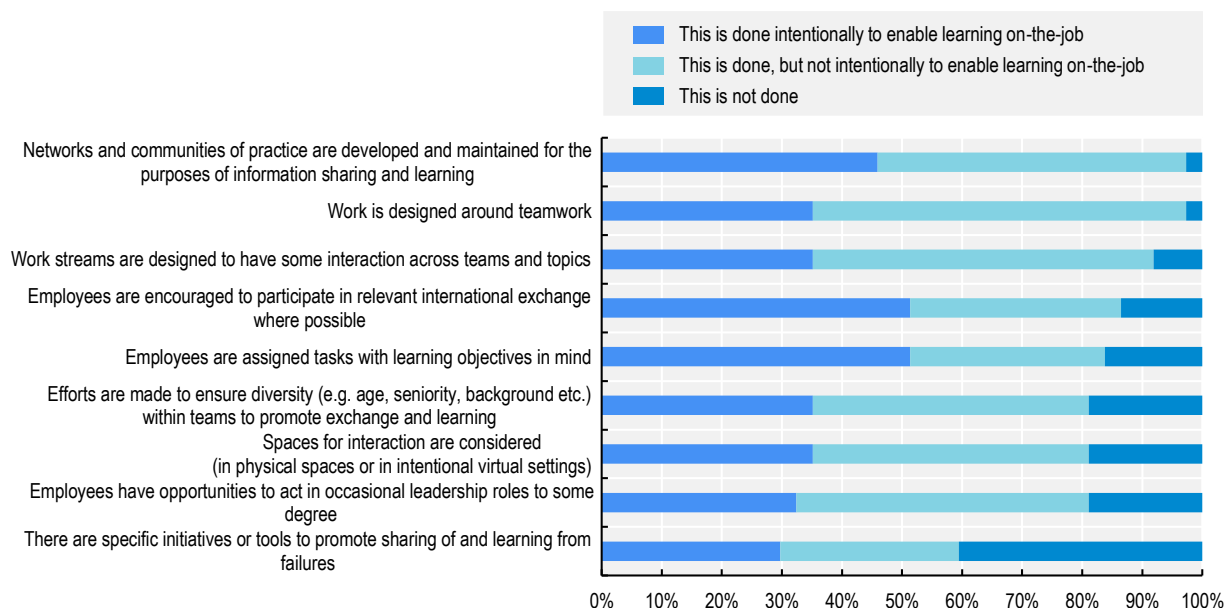 This is done intentionally to enable learning on-the-job
This is done, but not intentionally to enable learning on-the-job
This is not done
Networks and communities of practice are developed and maintained for the
purposes of information sharing and learning
Work is designed around teamwork
Work streams are designed to have some interaction across teams and topics
Employees are encouraged to participate in relevant international exchange
where possible
Employees are assigned tasks with learning objectives in mind
Efforts are made to ensure diversity (e.g. age, seniority, background etc.)
within teams to promote exchange and learning
Spaces for interaction are considered
(in physical spaces or in intentional virtual settings)
Employees have opportunities to act in occasional leadership roles to some
degree
There are specific initiatives or tools to promote sharing of and learning from
failures
0% 10% 20% 30% 40% 50% 60% 70% 80% 90% 100%